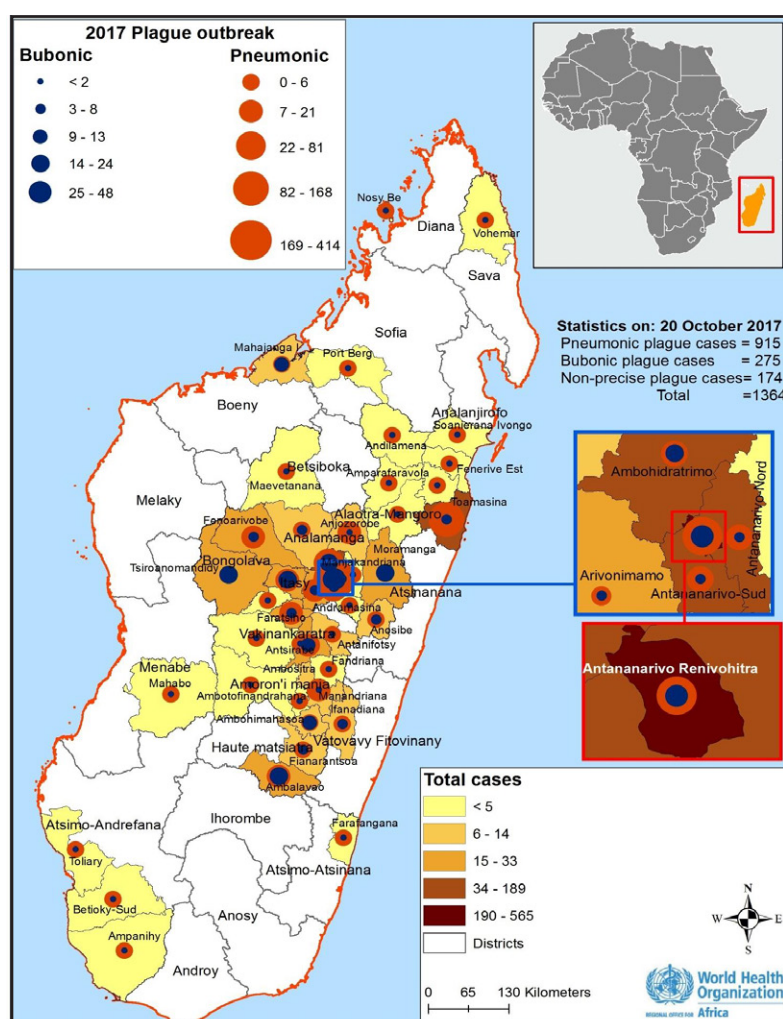 2017 Plague outbreak
Bubonic
Pneumonic
< 2
3 - 8
9 - 13
14 - 24
25 - 48
0 - 6
7 - 21
22 - 81
82 - 168
169 - 414
Nosy Be
Diana
Vohemar
Sava
Sofia
Statistics on: 20 October 2017
Pneumonic plague cases = 915
Bubonic plague cases = 275
Non-precise plague cases= 174
Total =1364
Mahajanga I
Port Berg
Boeny
Analanjirofo
Soanierana Ivongo
Andilamena
Betsiboka
Maevetanana
Amparafaravola
Fenerive Est
Melaky
Toamasina
Alaotra-Mangoro
Fenoarivobe
Anjozorobe
Analamanga
Moramanga
Bongolava
Tsiroanomandidy
Manjakandriana
Itasy
Atsinanana
Andramasina
Faratsino
Anosibe
Vakinankaratra
Antanifotsy
Antsirabe
Fandriana
Menabe
Ambositra
Mahabo
Amoron'i mania
Ambotofinandrahana
Manandriana
Ifanadiana
Ambohimahasoa
Vatovavy Fitovinany
Haute matsiatra
Fianarantsoa
Ambalavao
Ihorombe
Farafangana
Atsimo-Andrefana
Toliary
Atsimo-Atsinana
Betioky-Sud
Anosy
Ampanihy
Androy
Ambohidratrimo
Antananarivo-Nord
Arivonimamo
Antananarivo-Sud
Antananarivo Renivohitra
Total cases
< 5
6 - 14
15 - 33
34 - 189
190 - 565
Districts
0 65 130 Kilometers
N
W E
S
World Health
Organization
REGIONAL OFFICE FOR Africa